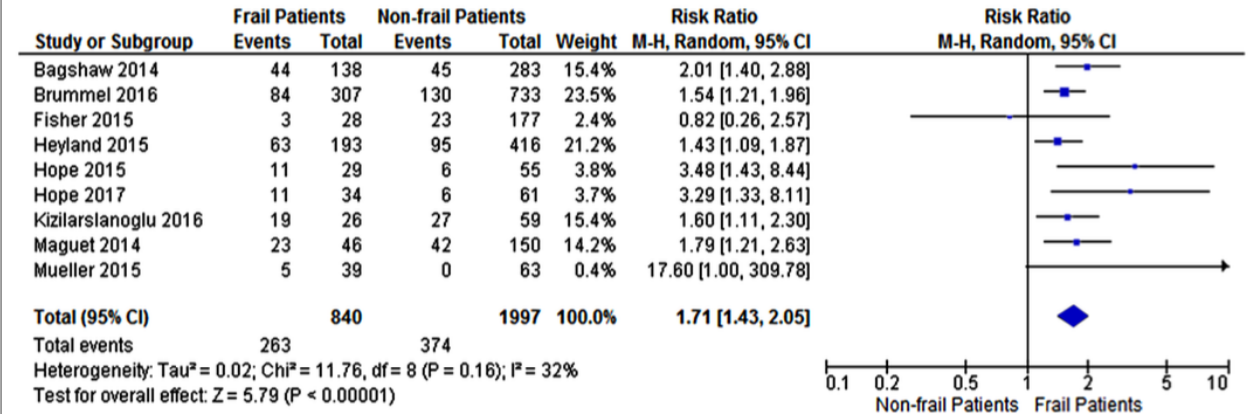 Frail Patients Non-frail Patients Risk Ratio Risk Ratio
Study or Subgroup Events Total Events Total Weight M-H, Random, 95% CI M-H, Random, 95% CI
Bagshaw 2014 44 138 45 283 15.4% 2.01 [1.40, 2.88]
Brummel 2016 84 307 130 733 23.5% 1.54 [1.21, 1.96]
Fisher 2015 3 28 23 177 2.4% 0.82 [0.26, 2.57]
Heyland 2015 63 193 95 416 21.2% 1.43 [1.09, 1.87]
Hope 2015 11 29 6 55 3.8% 3.48 [1.43, 8.44]
Hope 2017 11 34 6 61 3.7% 3.29 [1.33, 8.11]
Kizilarslanoglu 2016 19 26 27 59 15.4% 1.60 [1.11, 2.30]
Maguet 2014 23 46 42 150 14.2% 1.79 [1.21, 2.63]
Mueller 2015 5 39 0 63 0.4% 17.60 [1.00, 309.78]
Total (95% CI) 840 1997 100.0% 1.71 [1.43, 2.05]
Total events 263 374
Heterogeneity: Tau² = 0.02; Chi² = 11.76, df = 8 (P = 0.16); I² = 32%
Test for overall effect: Z = 5.79 (P < 0.00001)
0.1 0.2 0.5 1 2 5 10
Non-frail Patients Frail Patients